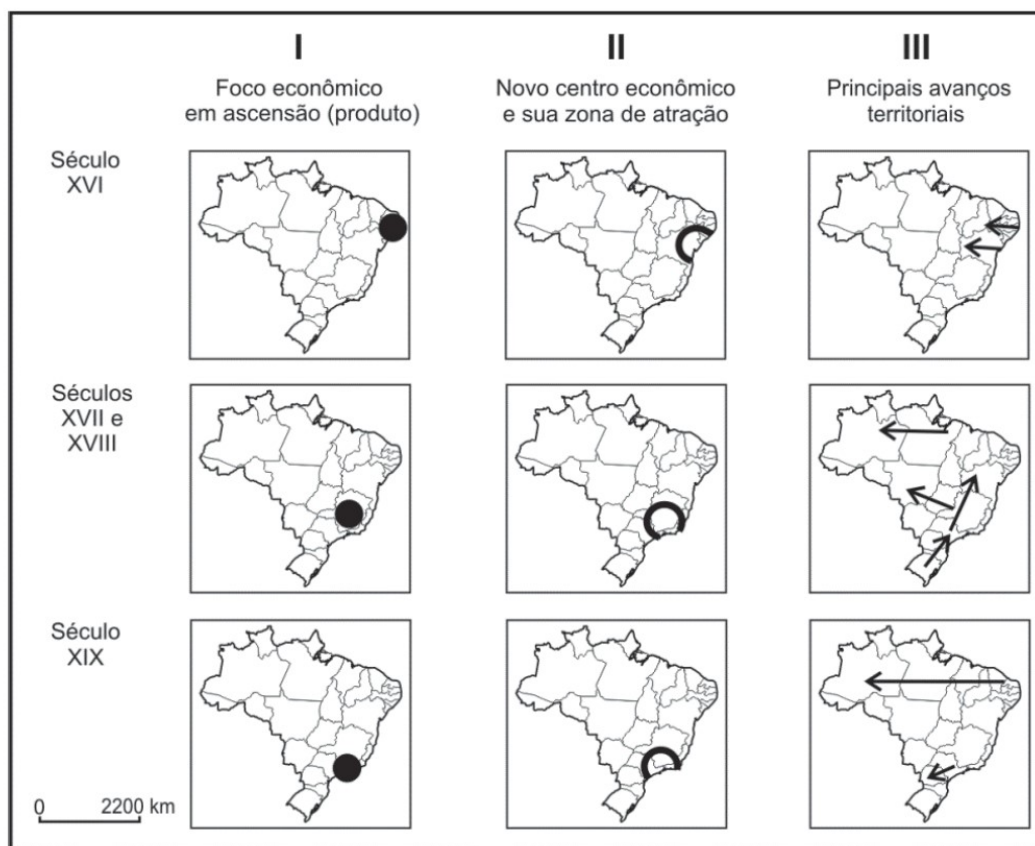 I
II
III
Foco econômico
em ascensão (produto)
Novo centro econômico
e sua zona de atração
Principais avanços
territoriais
Século
XVI
Séculos
XVII e
XVIII
Século
XIX
0 2200 km